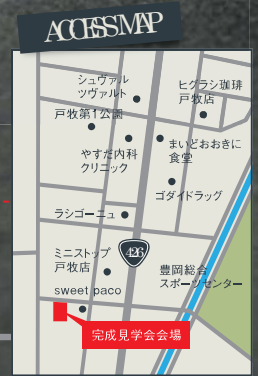 ACCESS MAP
シュヴァル
ツヴァルト
ヒグラシ珈琲
戸牧店
戸牧第1公園
やすだ内科
クリニック
まいどおおきに
食堂
ゴダイドラッグ
ラシゴーニュ
426
ミニストップ
戸牧店
豊岡総合
スポーツセンター
sweet paco
完成見学会会場